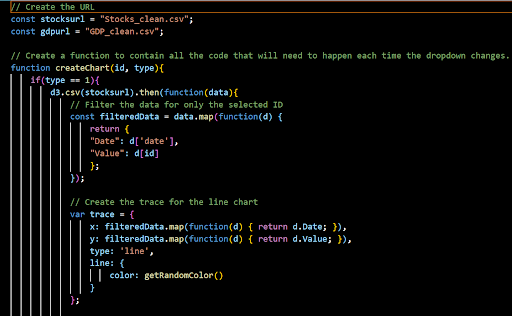 // Create the URL
const stocksurl = "Stocks_clean.csv";
const gdpurl = "GDP_clean.csv";
// Create a function to contain all the code that will need to happen each time the dropdown changes.
function createChart(id, type){
if(type == 1){
d3.csv(stocksurl).then(function(data){
// Filter the data for only the selected ID
const filteredData = data.map(function(d) {
return {
"Date": d['date'],
"Value": d[id]
};
});
// Create the trace for the line chart
var trace = {
x: filteredData.map(function(d) { return d.Date; }),
y: filteredData.map(function(d) { return d.Value; }),
type: 'line',
line: {
color: getRandomColor()
}
};